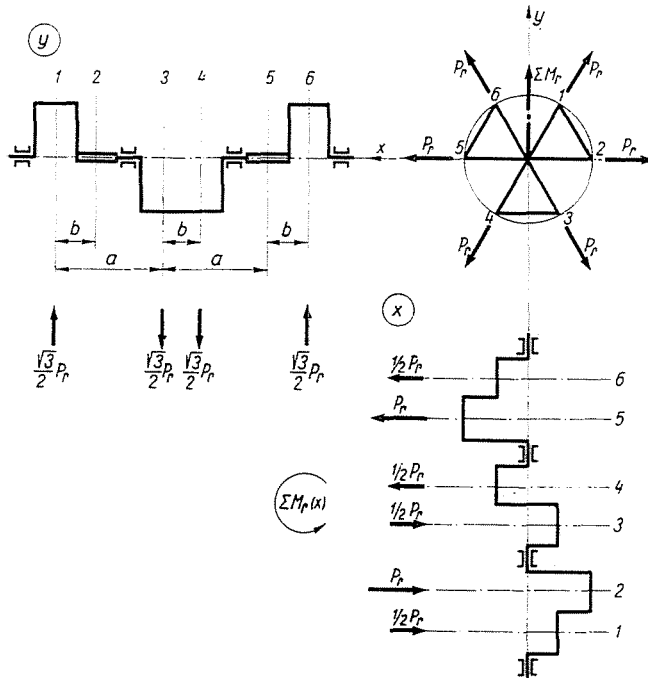 y
1 2 3 4 5 6
x
b b b
a a
√3/2 Pr √3/2 Pr √3/2 Pr √3/2 Pr
y
Pr ΣMr Pr
6 1
Pr 5 2 Pr
4 3
Pr Pr
x
1/2 Pr 6
Pr 5
1/2 Pr 4
ΣMr(x)
1/2 Pr 3
Pr 2
1/2 Pr 1